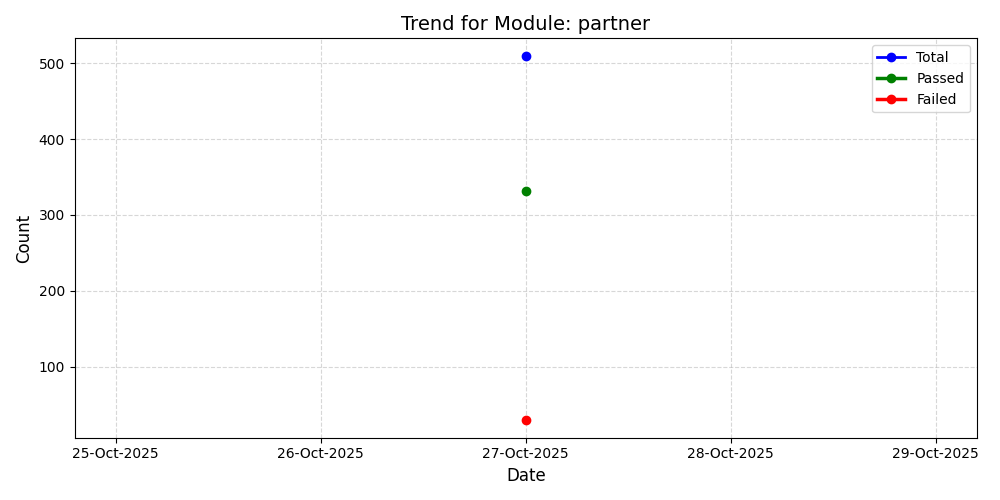 Trend for Module: partner
Total
Passed
Failed
Count
500
400
300
200
100
25-Oct-2025
26-Oct-2025
27-Oct-2025
28-Oct-2025
29-Oct-2025
Date